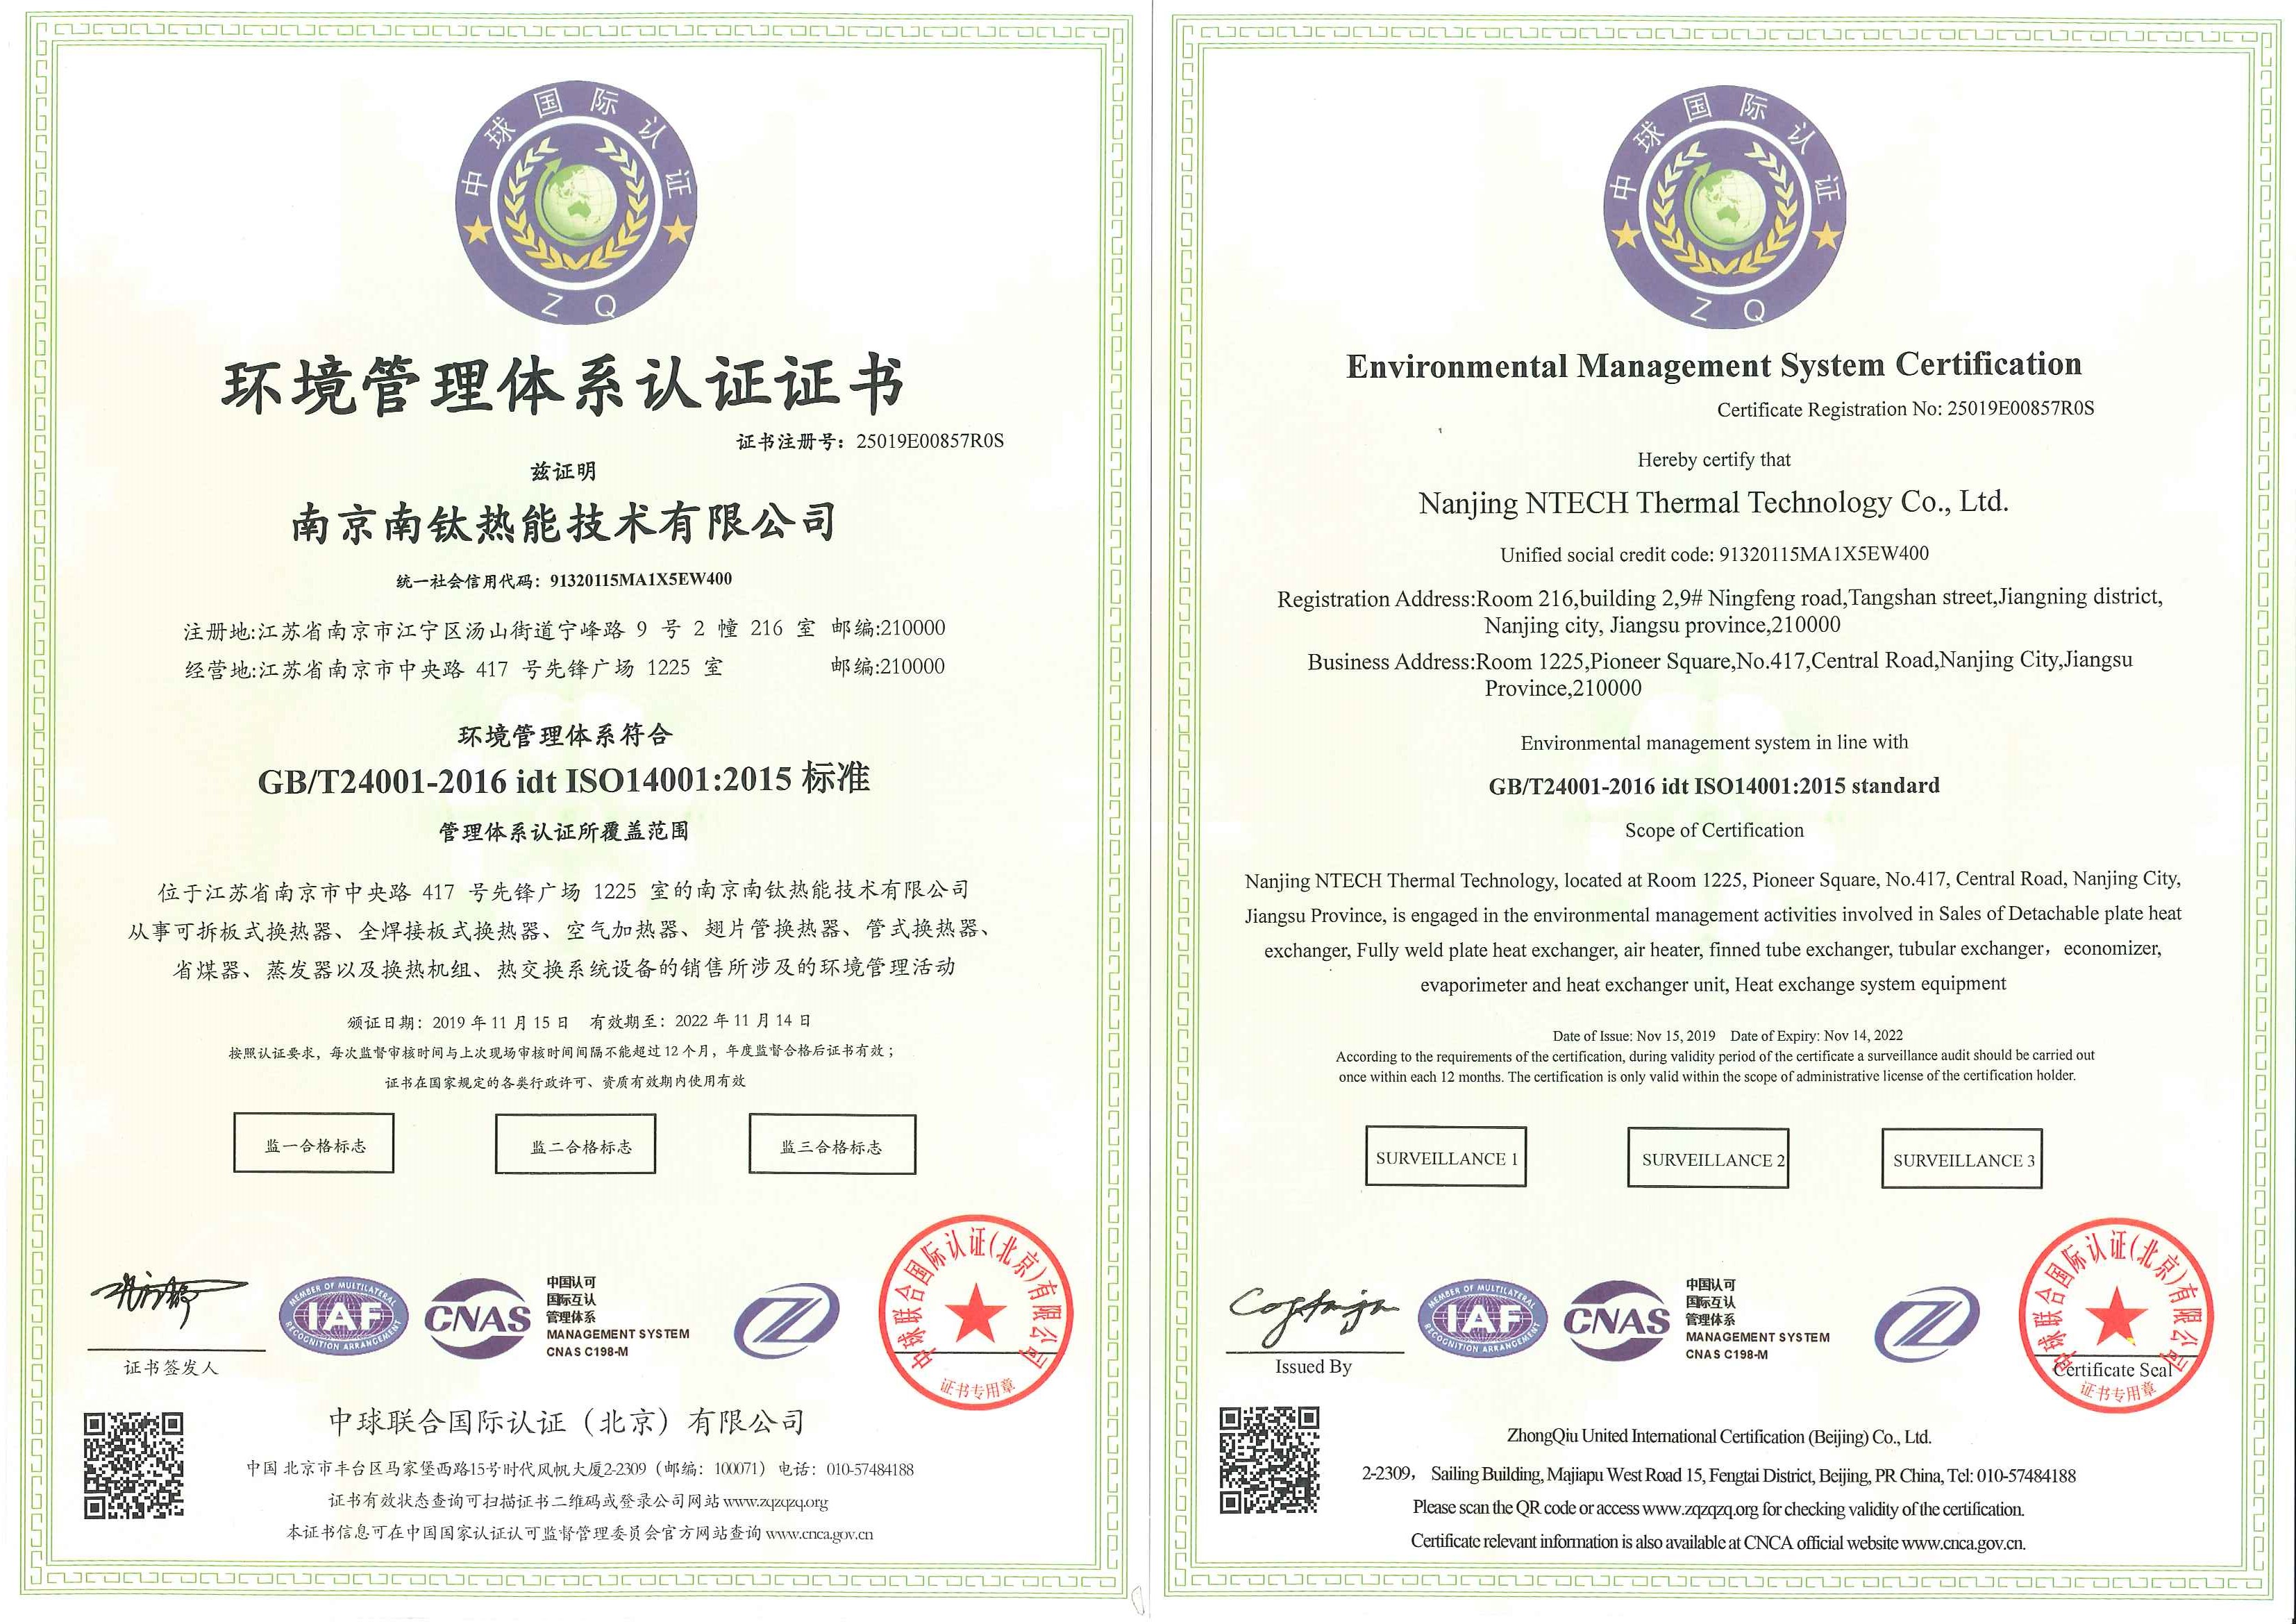 中球国际认证
ZQ
环境管理体系认证证书
证书注册号：25019E00857R0S
兹证明
南京南钛热能技术有限公司
统一社会信用代码：91320115MA1X5EW400
注册地:江苏省南京市江宁区汤山街道宁峰路 9 号 2 幢 216 室 邮编:210000
经营地:江苏省南京市中央路 417 号先锋广场 1225 室 邮编:210000
环境管理体系符合
GB/T24001-2016 idt ISO14001:2015 标准
管理体系认证所覆盖范围
位于江苏省南京市中央路 417 号先锋广场 1225 室的南京南钛热能技术有限公司
从事可拆板式换热器、全焊接板式换热器、空气加热器、翅片管换热器、管式换热器、
省煤器、蒸发器以及换热机组、热交换系统设备的销售所涉及的环境管理活动
颁证日期：2019 年 11 月 15 日 有效期至：2022 年 11 月 14 日
按照认证要求，每次监督审核时间与上次现场审核时间间隔不能超过 12 个月，年度监督合格后证书有效；
证书在国家规定的各类行政许可、资质有效期内使用有效
监一合格标志 监二合格标志 监三合格标志
证书签发人
MEMBER OF MULTILATERAL
IAF
RECOGNITION ARRANGEMENT
CNAS
中国认可
国际互认
管理体系
MANAGEMENT SYSTEM
CNAS C198-M
中球联合国际认证(北京)有限公司
证书专用章
中球联合国际认证（北京）有限公司
中国 北京市丰台区马家堡西路15号时代风帆大厦2-2309（邮编：100071）电话：010-57484188
证书有效状态查询可扫描证书二维码或登录公司网站 www.zqzqzq.org
本证书信息可在中国国家认证认可监督管理委员会官方网站查询 www.cnca.gov.cn
中球国际认证
ZQ
Environmental Management System Certification
Certificate Registration No: 25019E00857R0S
Hereby certify that
Nanjing NTECH Thermal Technology Co., Ltd.
Unified social credit code: 91320115MA1X5EW400
Registration Address:Room 216,building 2,9# Ningfeng road,Tangshan street,Jiangning district,
Nanjing city, Jiangsu province,210000
Business Address:Room 1225,Pioneer Square,No.417,Central Road,Nanjing City,Jiangsu
Province,210000
Environmental management system in line with
GB/T24001-2016 idt ISO14001:2015 standard
Scope of Certification
Nanjing NTECH Thermal Technology, located at Room 1225, Pioneer Square, No.417, Central Road, Nanjing City,
Jiangsu Province, is engaged in the environmental management activities involved in Sales of Detachable plate heat
exchanger, Fully weld plate heat exchanger, air heater, finned tube exchanger, tubular exchanger，economizer,
evaporimeter and heat exchanger unit, Heat exchange system equipment
Date of Issue: Nov 15, 2019 Date of Expiry: Nov 14, 2022
According to the requirements of the certification, during validity period of the certificate a surveillance audit should be carried out
once within each 12 months. The certification is only valid within the scope of administrative license of the certification holder.
SURVEILLANCE 1 SURVEILLANCE 2 SURVEILLANCE 3
Issued By
MEMBER OF MULTILATERAL
IAF
RECOGNITION ARRANGEMENT
CNAS
中国认可
国际互认
管理体系
MANAGEMENT SYSTEM
CNAS C198-M
中球联合国际认证(北京)有限公司
Certificate Seal
证书专用章
ZhongQiu United International Certification (Beijing) Co., Ltd.
2-2309， Sailing Building, Majiapu West Road 15, Fengtai District, Beijing, PR China, Tel: 010-57484188
Please scan the QR code or access www.zqzqzq.org for checking validity of the certification.
Certificate relevant information is also available at CNCA official website www.cnca.gov.cn.